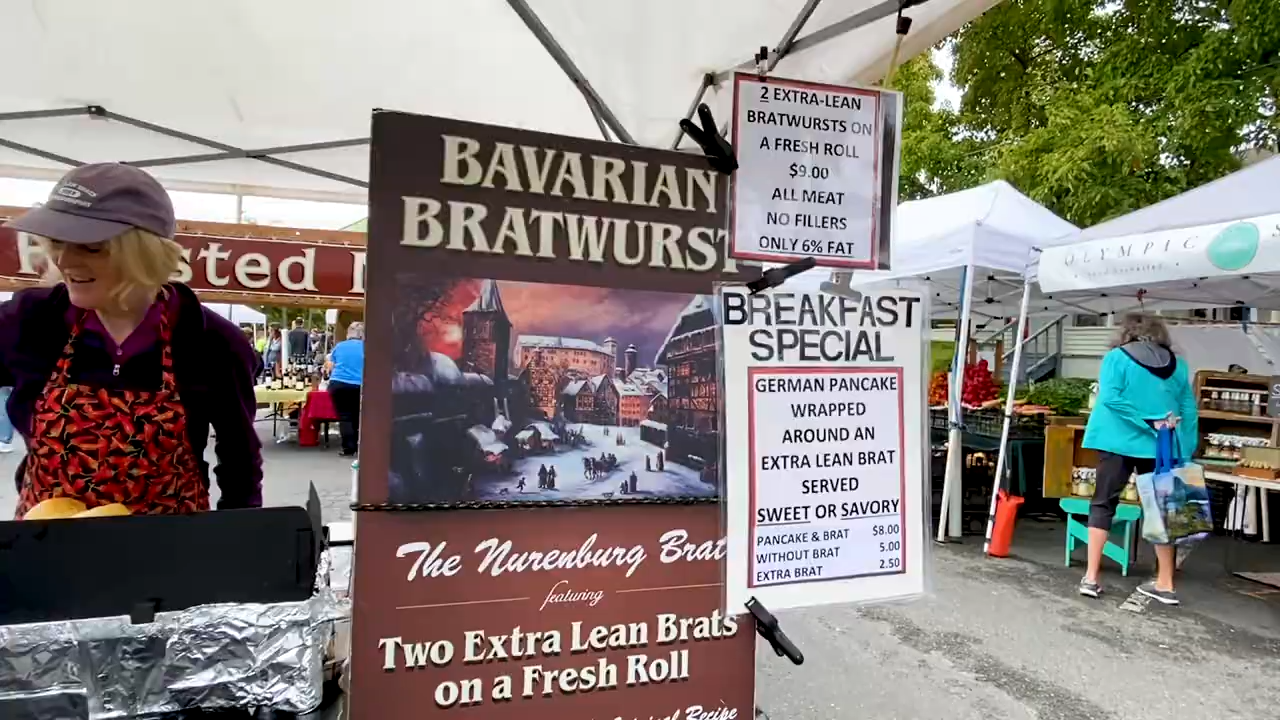 BAVARIAN
BRATWURST
The Nurenburg Brat
featuring
Two Extra Lean Brats
on a Fresh Roll
Recipe
2 EXTRA-LEAN
BRATWURSTS ON
A FRESH ROLL
$9.00
ALL MEAT
NO FILLERS
ONLY 6% FAT
BREAKFAST
SPECIAL
GERMAN PANCAKE
WRAPPED
AROUND AN
EXTRA LEAN BRAT
SERVED
SWEET OR SAVORY
PANCAKE & BRAT $8.00
WITHOUT BRAT 5.00
EXTRA BRAT 2.50
sted
OLYMPIC